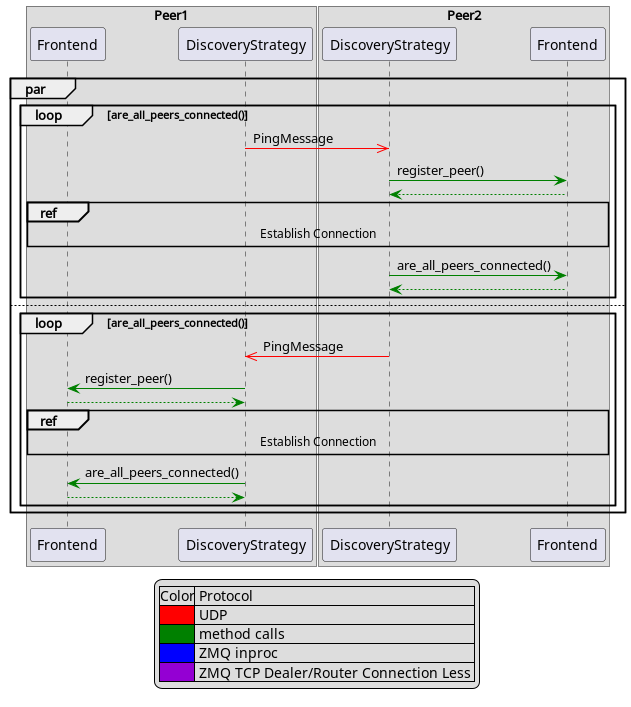 Peer1 Peer2
Frontend DiscoveryStrategy DiscoveryStrategy Frontend
par
loop [are_all_peers_connected()]
PingMessage
register_peer()
ref
Establish Connection
are_all_peers_connected()
loop [are_all_peers_connected()]
PingMessage
register_peer()
ref
Establish Connection
are_all_peers_connected()
Frontend DiscoveryStrategy DiscoveryStrategy Frontend
Color Protocol
UDP
method calls
ZMQ inproc
ZMQ TCP Dealer/Router Connection Less